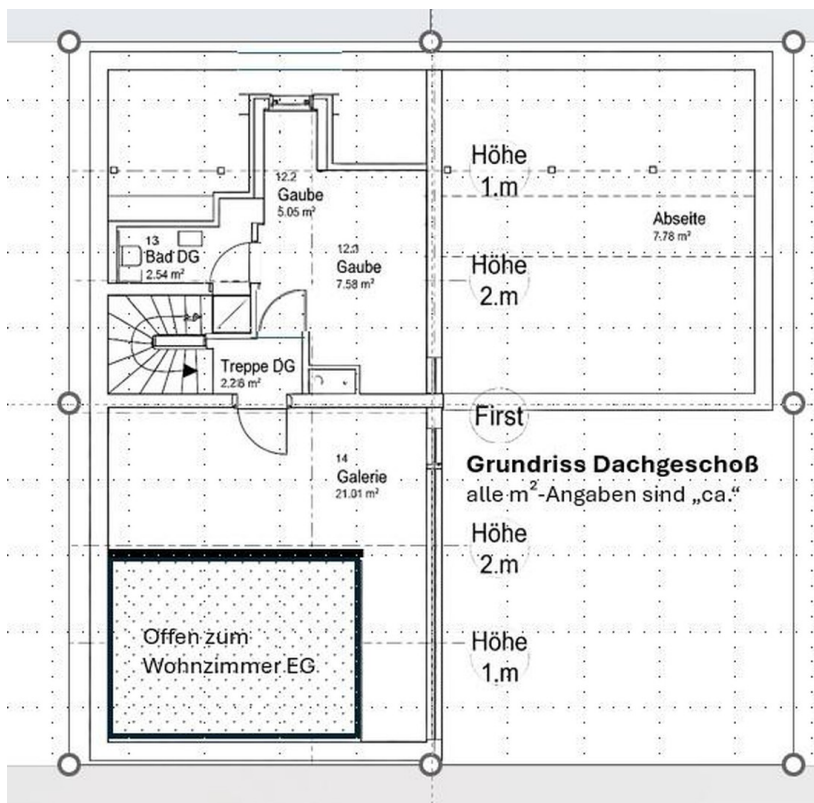 Höhe
1.m
12.2
Gaube
5.05 m²
Abseite
7.78 m²
13
Bad DG
2.54 m²
12.1
Gaube
7.58 m²
Höhe
2.m
Treppe DG
2.26 m²
First
14
Galerie
21.01 m²
Grundriss Dachgeschoß
alle m²-Angaben sind „ca.“
Höhe
2.m
Offen zum
Wohnzimmer EG
Höhe
1.m